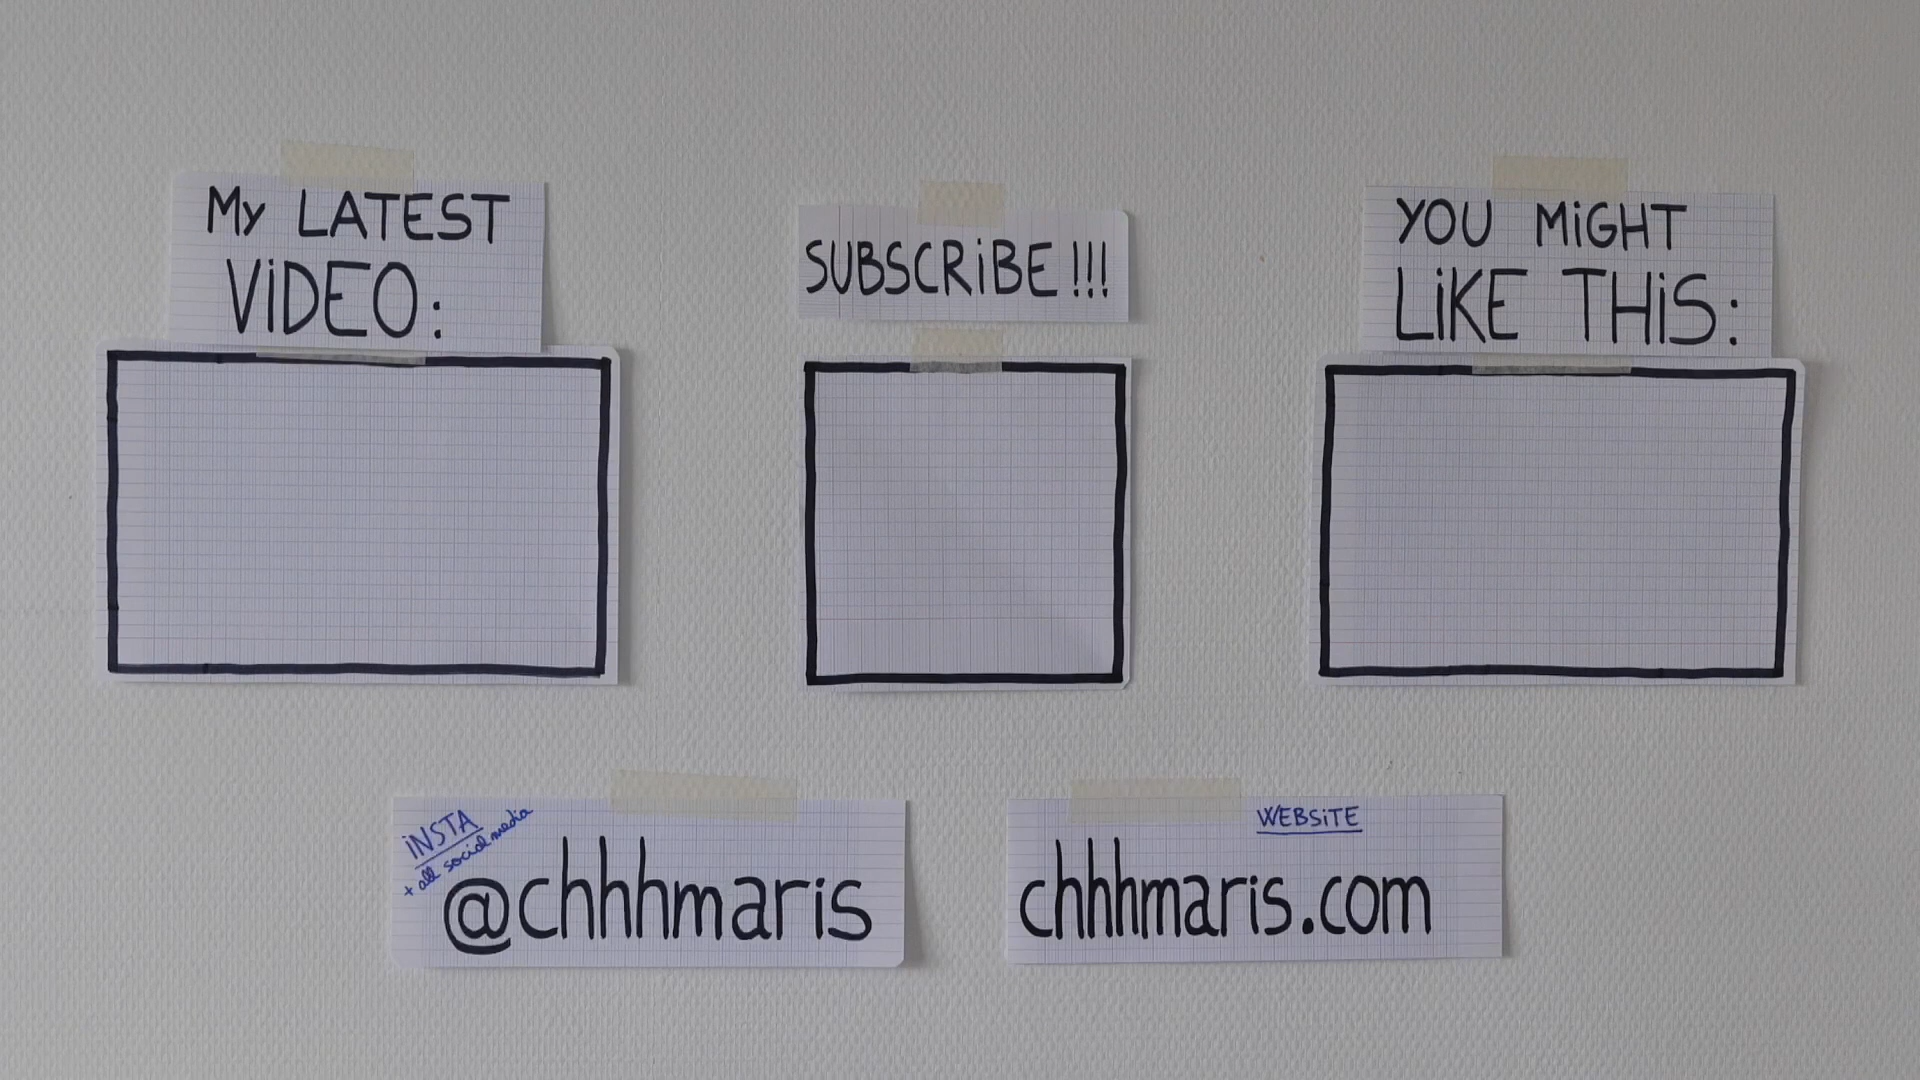 My LATEST
ViDEO:
SUBSCRiBE !!!
YOU MiGHT
LiKE THiS:
iNSTA
+ all social media
@chhhmaris
WEBSiTE
chhhmaris.com